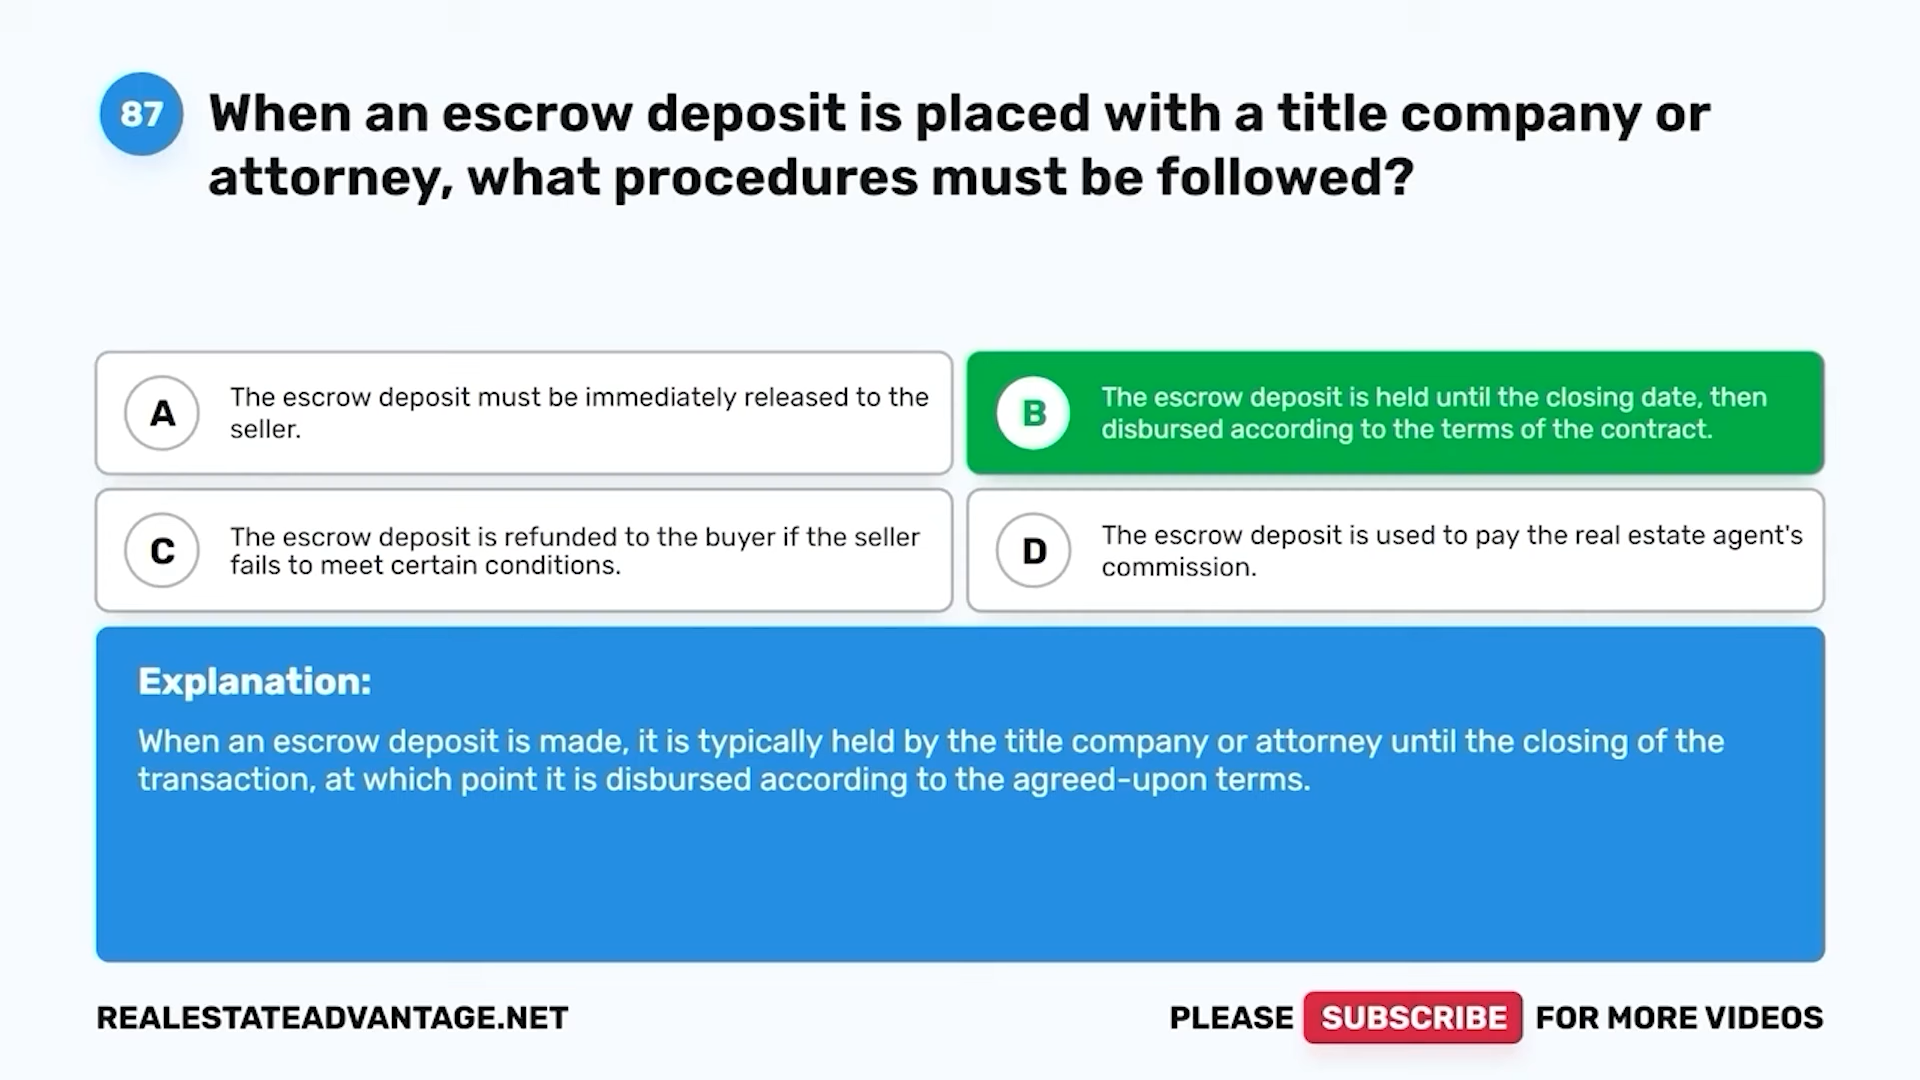 87
When an escrow deposit is placed with a title company or
attorney, what procedures must be followed?
A
The escrow deposit must be immediately released to the
seller.
B
The escrow deposit is held until the closing date, then
disbursed according to the terms of the contract.
C
The escrow deposit is refunded to the buyer if the seller
fails to meet certain conditions.
D
The escrow deposit is used to pay the real estate agent's
commission.
Explanation:
When an escrow deposit is made, it is typically held by the title company or attorney until the closing of the
transaction, at which point it is disbursed according to the agreed-upon terms.
REALESTATEADVANTAGE.NET
PLEASE SUBSCRIBE FOR MORE VIDEOS